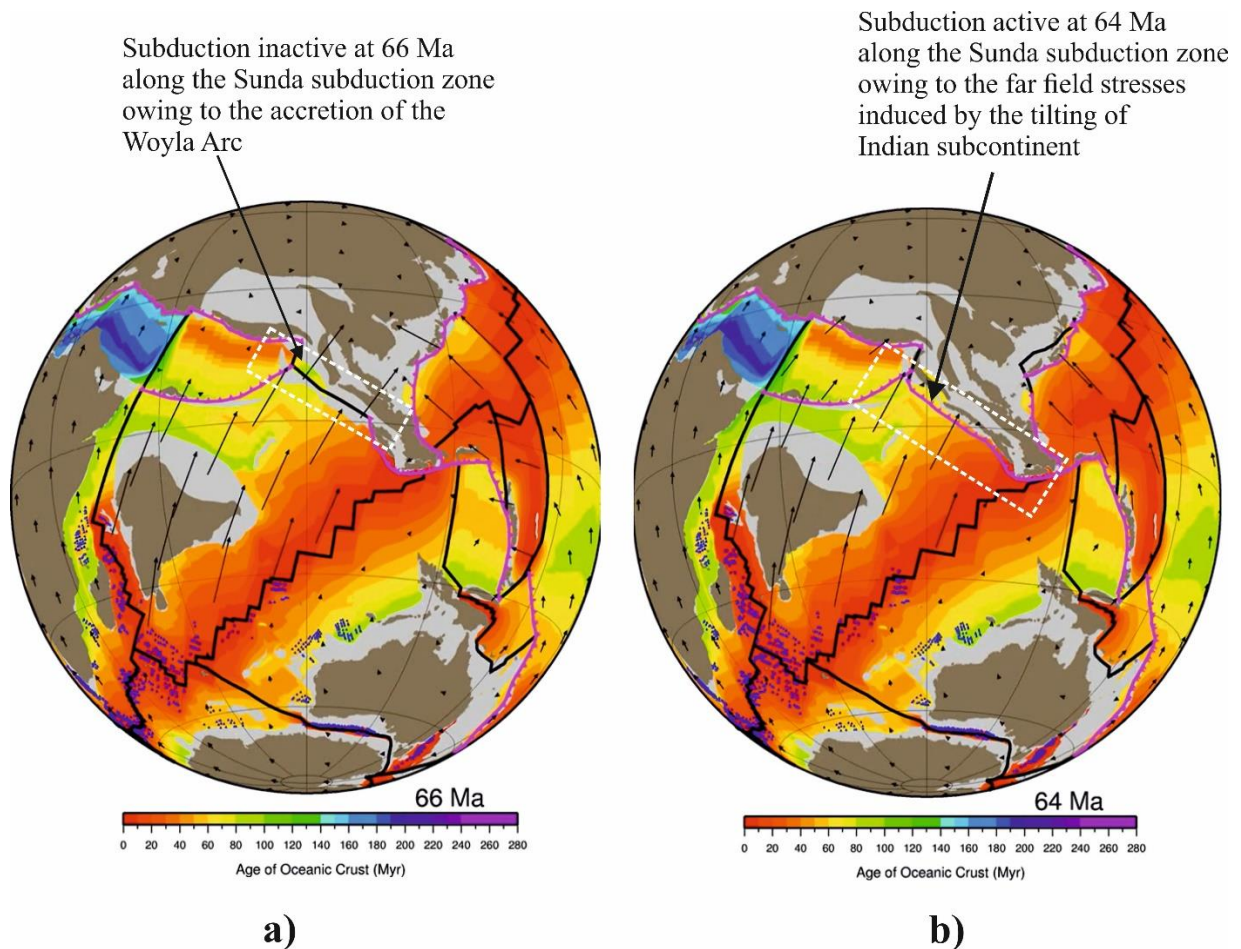 Subduction inactive at 66 Ma
along the Sunda subduction zone
owing to the accretion of the
Woyla Arc
Subduction active at 64 Ma
along the Sunda subduction zone
owing to the far field stresses
induced by the tilting of
Indian subcontinent
66 Ma
0 20 40 60 80 100 120 140 160 180 200 220 240 260 280
Age of Oceanic Crust (Myr)
a)
64 Ma
0 20 40 60 80 100 120 140 160 180 200 220 240 260 280
Age of Oceanic Crust (Myr)
b)